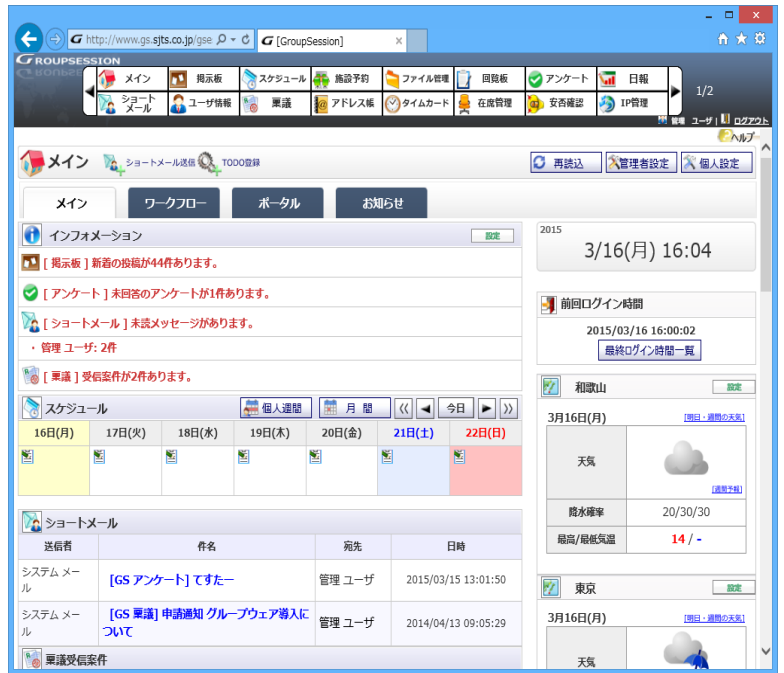 http://www.gs.sjts.co.jp/gse
G [GroupSession]
GROUPSESSION
メイン 掲示板 スケジュール 施設予約 ファイル管理 回覧板 アンケート 日報
1/2
ショートメール ユーザ情報 稟議 アドレス帳 タイムカード 在席管理 安否確認 IP管理
管理 ユーザ | ログアウト
ヘルプ
メイン ショートメール送信 TODO登録 再読込 管理者設定 個人設定
メイン ワークフロー ポータル お知らせ
インフォメーション 設定
[ 掲示板 ] 新着の投稿が44件あります。
[ アンケート ] 未回答のアンケートが1件あります。
[ ショートメール ] 未読メッセージがあります。
・ 管理 ユーザ: 2件
[ 稟議 ] 受信案件が2件あります。
スケジュール 個人週間 月 間 今日
16日(月) 17日(火) 18日(水) 19日(木) 20日(金) 21日(土) 22日(日)
ショートメール
送信者 件名 宛先 日時
システム メール [GS アンケート] てすたー 管理 ユーザ 2015/03/15 13:01:50
システム メール [GS 稟議] 申請通知 グループウェア導入について 管理 ユーザ 2014/04/13 09:05:29
稟議受信案件
2015
3/16(月) 16:04
前回ログイン時間
2015/03/16 16:00:02
最終ログイン時間一覧
和歌山 設定
3月16日(月) [明日・週間の天気]
天気
[週間予報]
降水確率 20/30/30
最高/最低気温 14 / -
東京 設定
3月16日(月) [明日・週間の天気]
天気